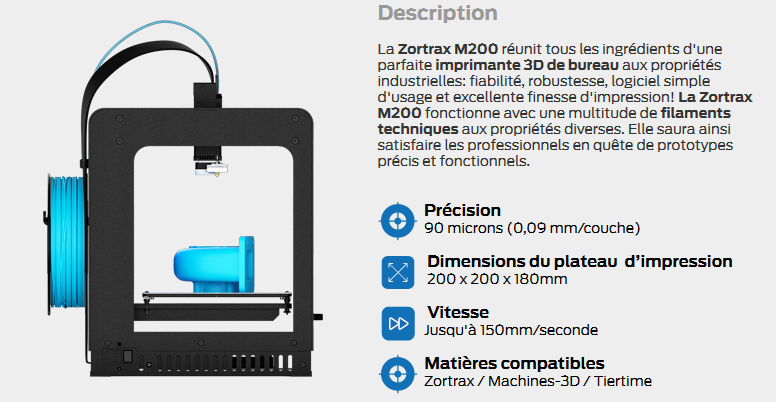 Description
La Zortrax M200 réunit tous les ingrédients d'une
parfaite imprimante 3D de bureau aux propriétés
industrielles: fiabilité, robustesse, logiciel simple
d'usage et excellente finesse d'impression! La Zortrax
M200 fonctionne avec une multitude de filaments
techniques aux propriétés diverses. Elle saura ainsi
satisfaire les professionnels en quête de prototypes
précis et fonctionnels.
Précision
90 microns (0,09 mm/couche)
Dimensions du plateau d’impression
200 x 200 x 180mm
Vitesse
Jusqu'à 150mm/seconde
Matières compatibles
Zortrax / Machines-3D / Tiertime